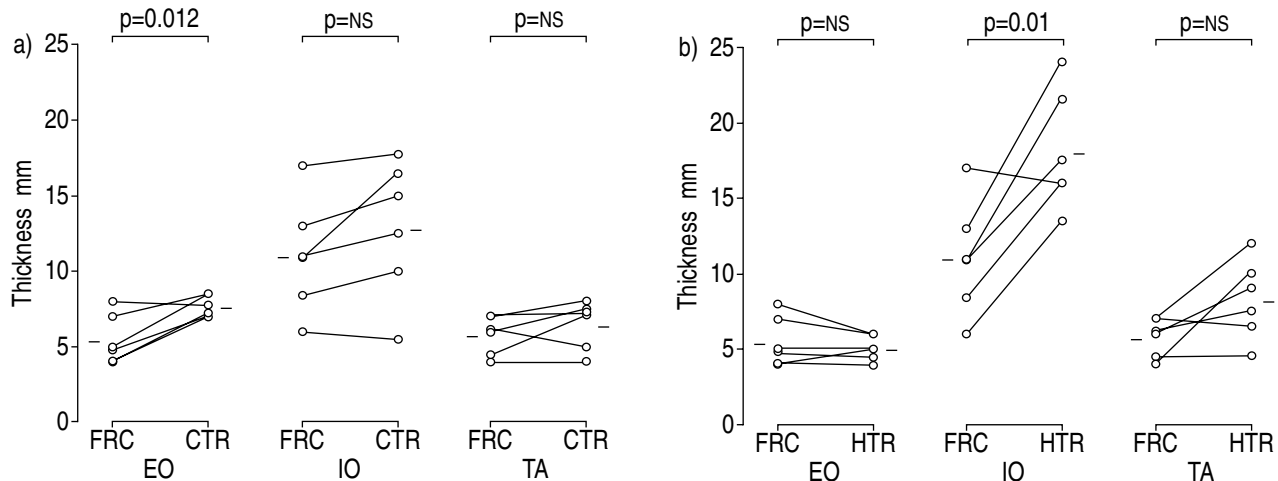 p=0.012 p=NS p=NS
a)
25
20
15
10
5
0
Thickness mm
FRC CTR FRC CTR FRC CTR
EO IO TA
p=NS p=0.01 p=NS
b)
25
20
15
10
5
0
Thickness mm
FRC HTR FRC HTR FRC HTR
EO IO TA